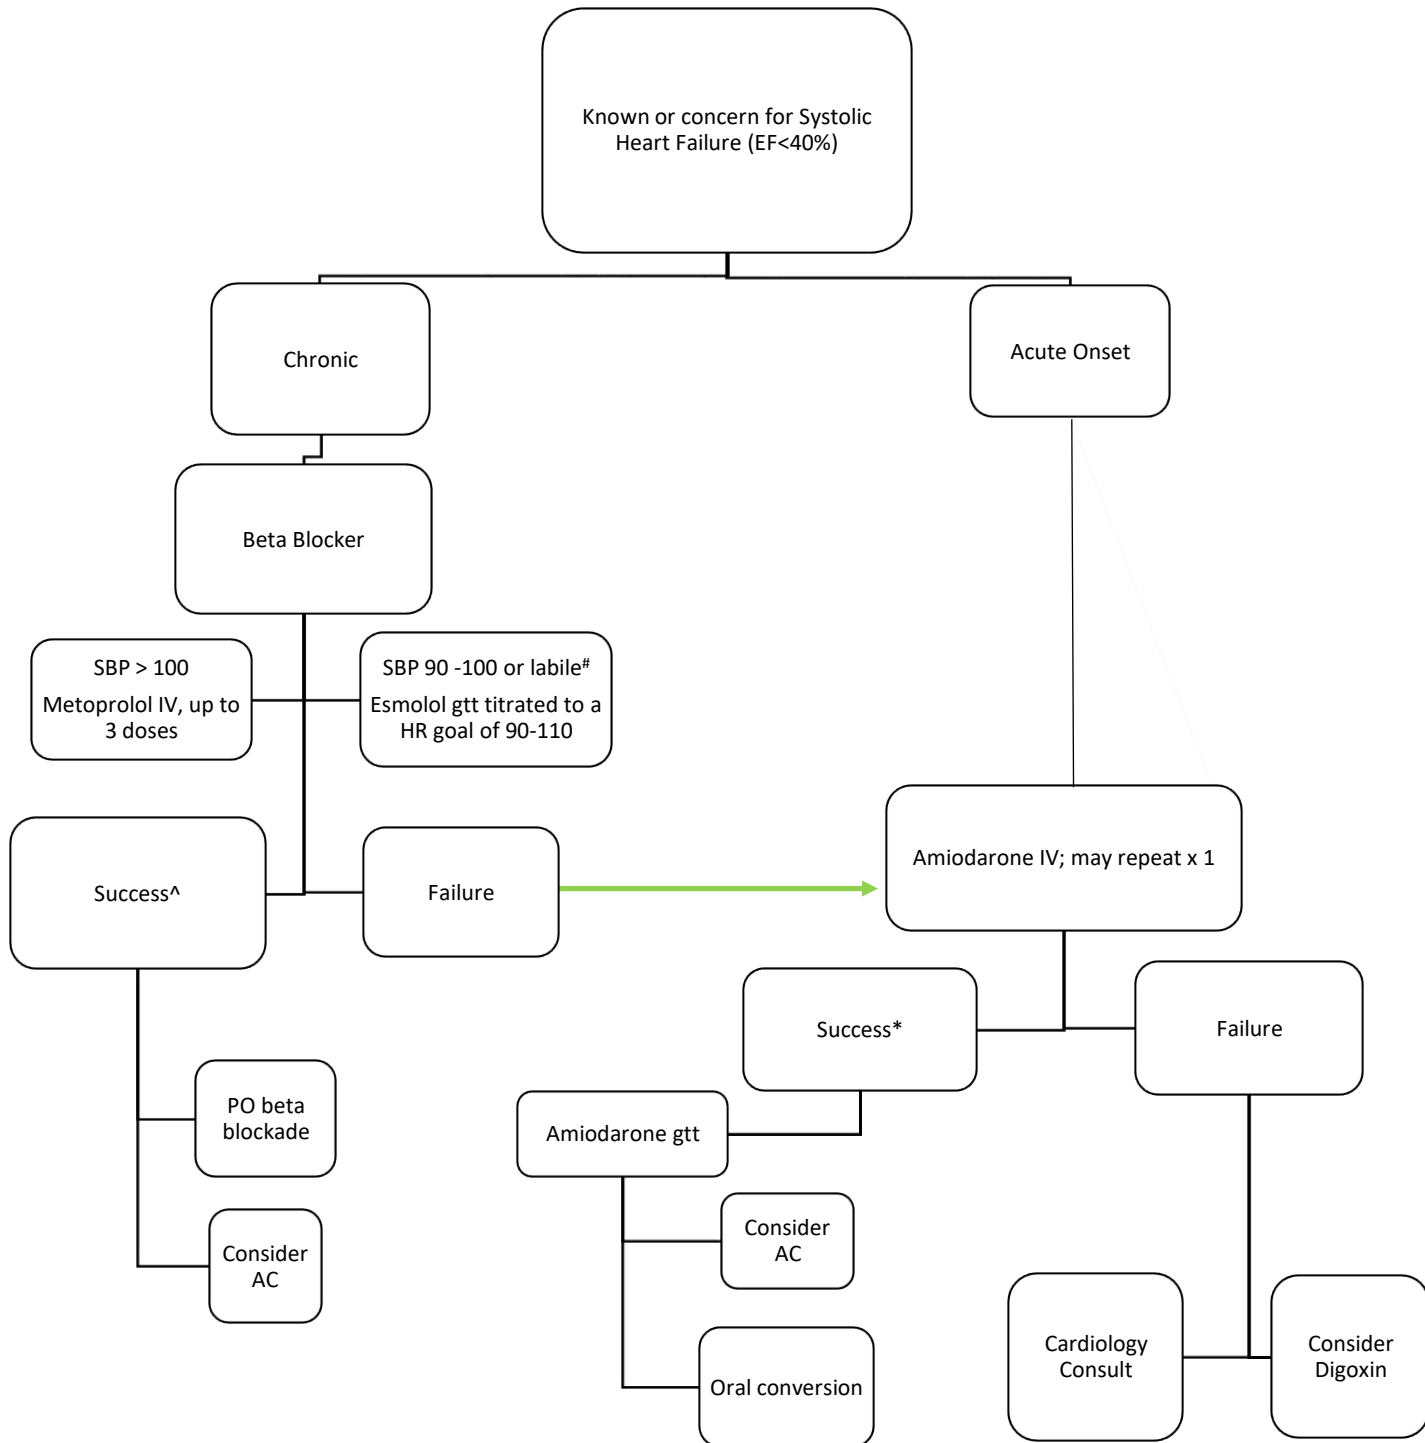 Known or concern for Systolic
Heart Failure (EF<40%)
Chronic
Acute Onset
Beta Blocker
SBP > 100
Metoprolol IV, up to
3 doses
SBP 90 -100 or labile#
Esmolol gtt titrated to a
HR goal of 90-110
Success^
Failure
Amiodarone IV; may repeat x 1
Success*
Failure
PO beta
blockade
Amiodarone gtt
Consider
AC
Consider
AC
Oral conversion
Cardiology
Consult
Consider
Digoxin